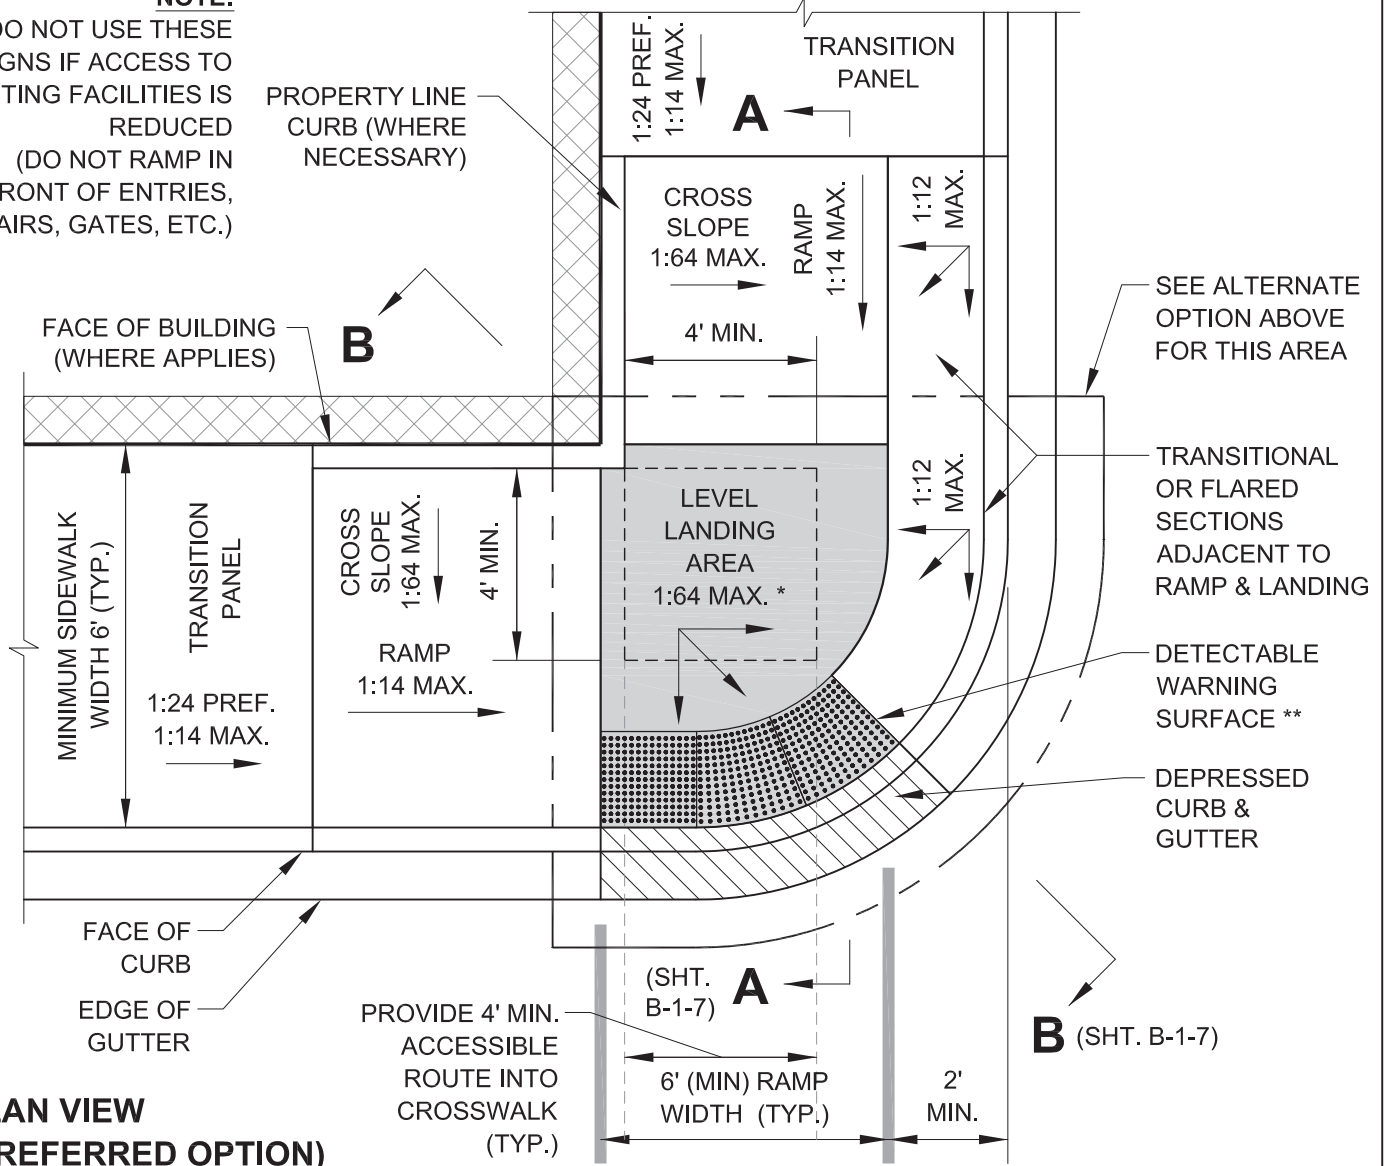 NOTE:
DO NOT USE THESE
IF ACCESS TO
FACILITIES IS
REDUCED
(DO NOT RAMP IN
FRONT OF ENTRIES,
GATES, ETC.)
PROPERTY LINE
CURB (WHERE
NECESSARY)
1:24 PREF.
1:14 MAX.
TRANSITION
PANEL
A
CROSS
SLOPE
1:64 MAX.
RAMP
1:14 MAX.
1:12
MAX.
4' MIN.
SEE ALTERNATE
OPTION ABOVE
FOR THIS AREA
FACE OF BUILDING
(WHERE APPLIES)
B
MINIMUM SIDEWALK
WIDTH 6' (TYP.)
TRANSITION
PANEL
1:24 PREF.
1:14 MAX.
CROSS
SLOPE
1:64 MAX.
4' MIN.
RAMP
1:14 MAX.
LEVEL
LANDING
AREA
1:64 MAX. *
1:12
MAX.
TRANSITIONAL
OR FLARED
SECTIONS
ADJACENT TO
RAMP & LANDING
DETECTABLE
WARNING
SURFACE **
DEPRESSED
CURB &
GUTTER
FACE OF
CURB
EDGE OF
GUTTER
PROVIDE 4' MIN.
ACCESSIBLE
ROUTE INTO
CROSSWALK
(TYP.)
(SHT.
B-1-7)
A
6' (MIN) RAMP
WIDTH (TYP.)
2'
MIN.
B (SHT. B-1-7)
VIEW
PREFERRED OPTION)